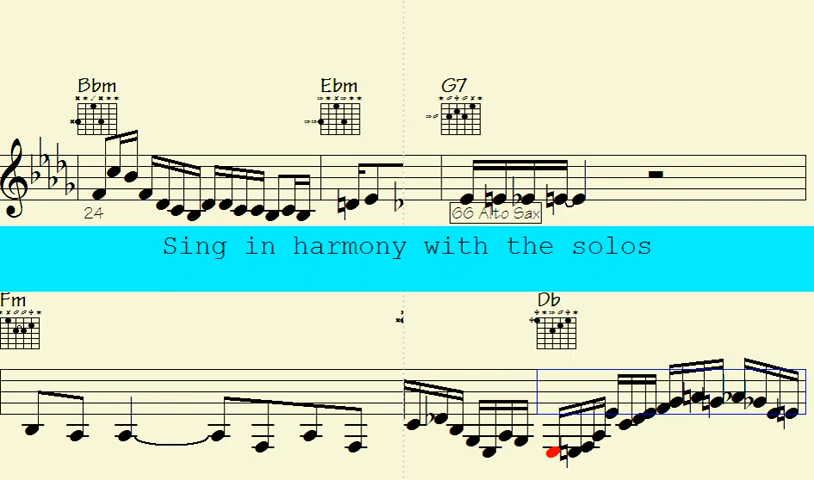 Bbm Ebm G7
24
66 Alto Sax
Sing in harmony with the solos
Fm Db